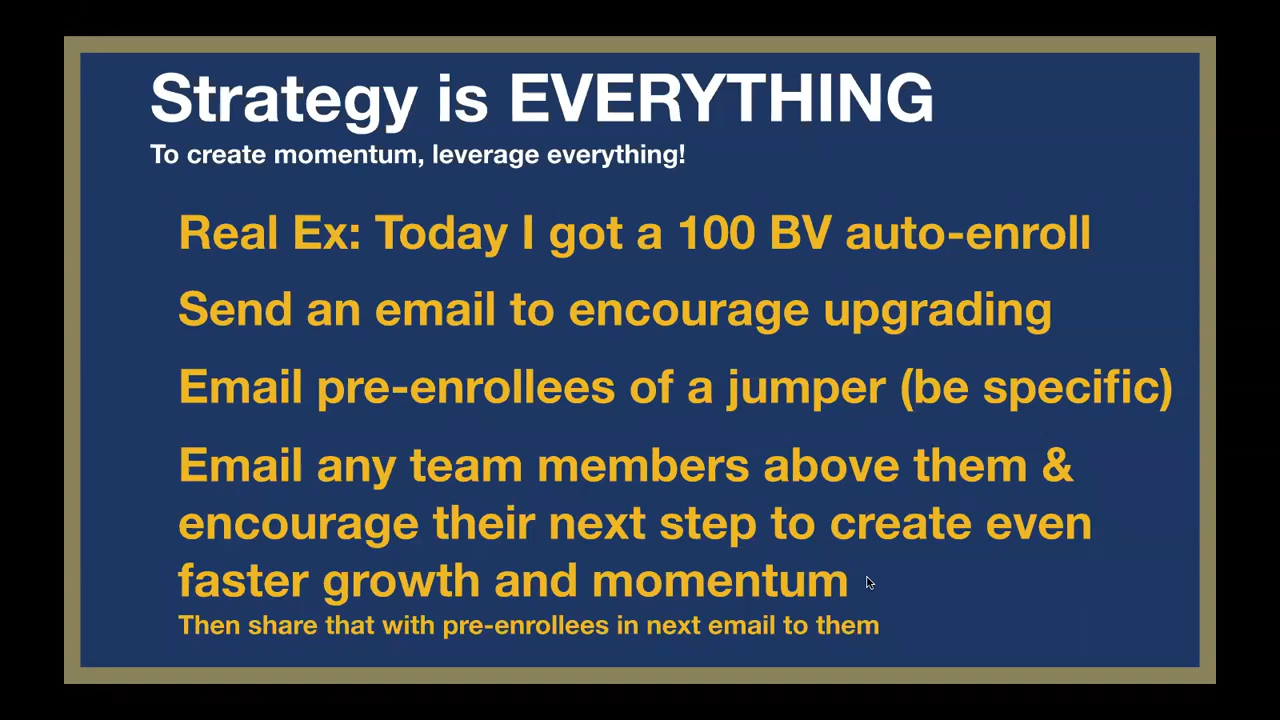 Strategy is EVERYTHING
To create momentum, leverage everything!
Real Ex: Today I got a 100 BV auto-enroll
Send an email to encourage upgrading
Email pre-enrollees of a jumper (be specific)
Email any team members above them &
encourage their next step to create even
faster growth and momentum
Then share that with pre-enrollees in next email to them